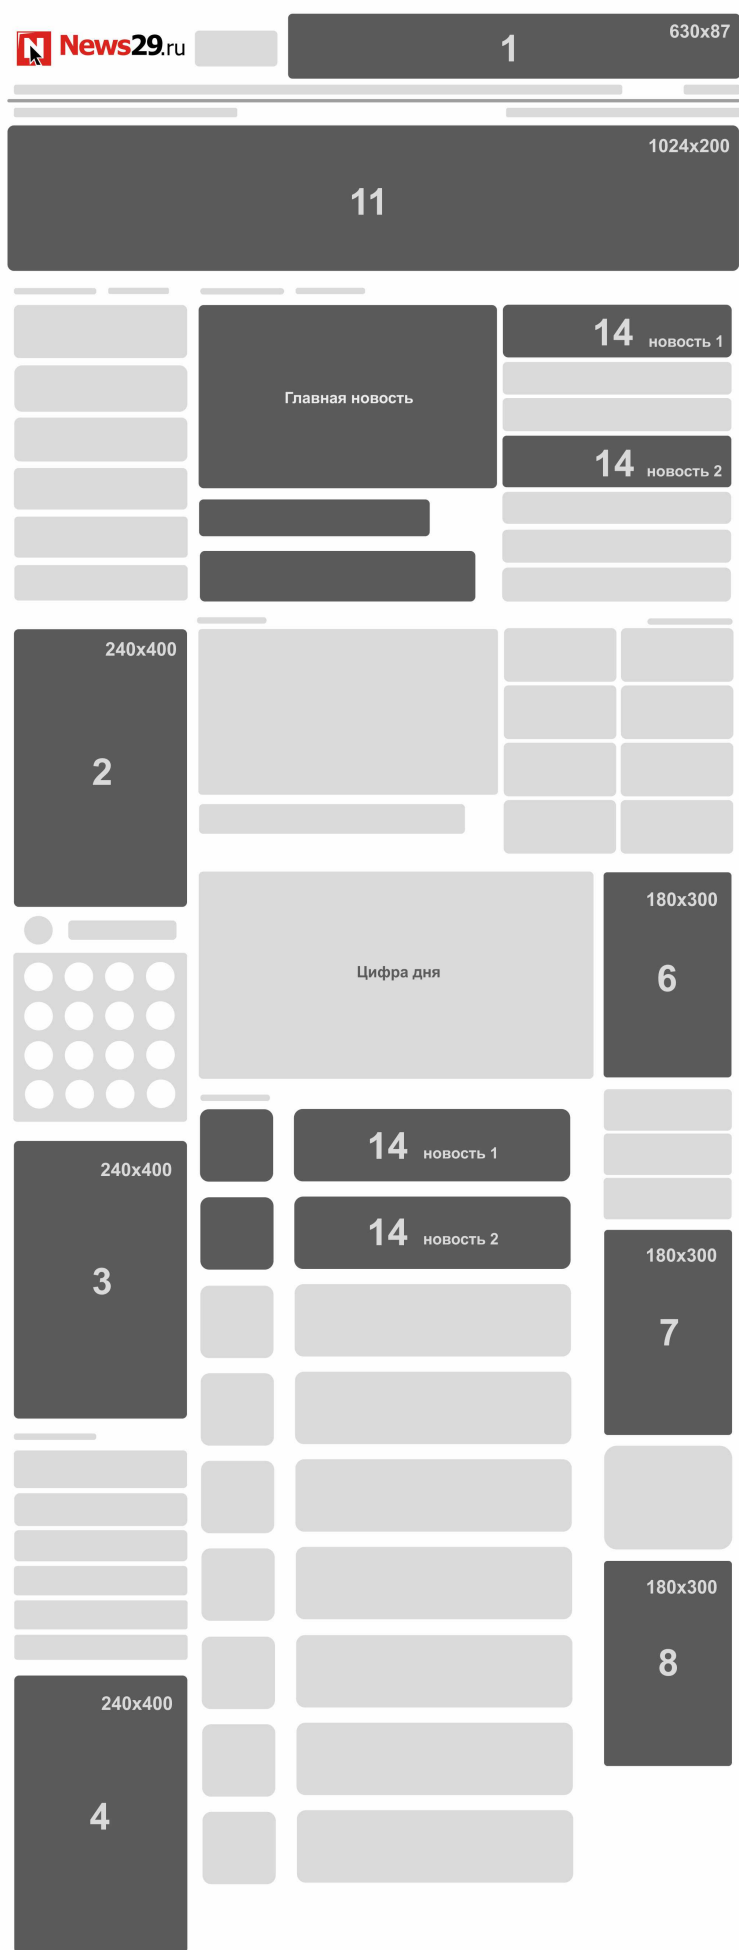 News29.ru
1
630x87
1024x200
11
14 новость 1
Главная новость
14 новость 2
240x400
2
180x300
6
Цифра дня
14 новость 1
240x400
14 новость 2
3
180x300
7
180x300
8
240x400
4